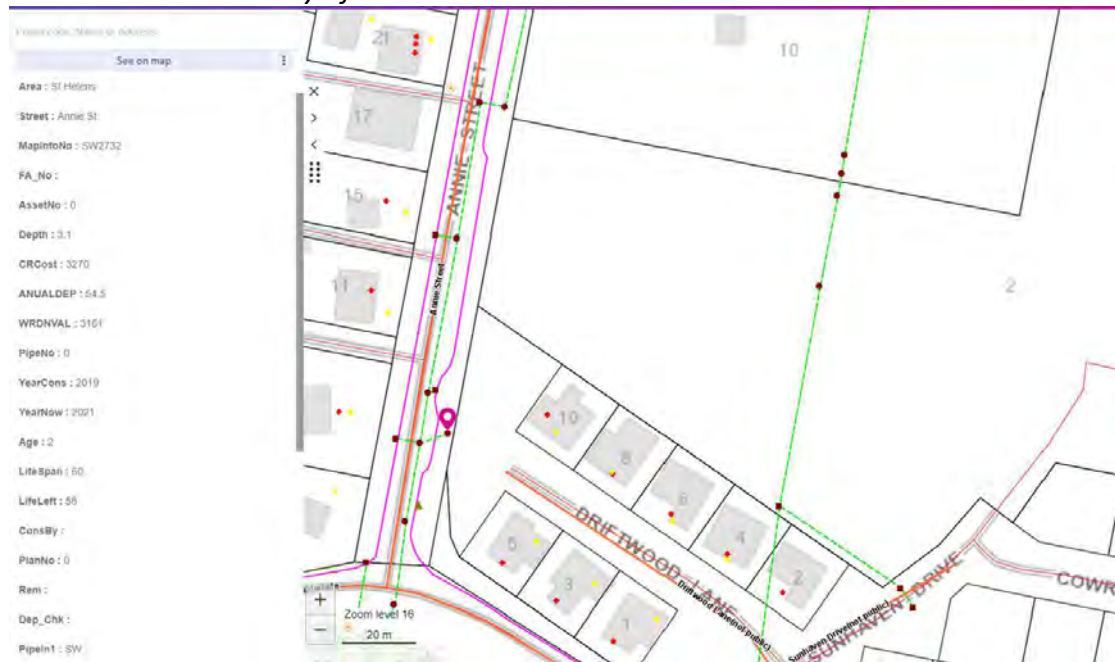 See on map
Area : St Helens
Street : Annie St
MapInfoNo : SW2732
FA_No :
AssetNo : 0
Depth : 3.1
CRCost : 3270
ANUALDEP : 54.5
WRDNVAL : 3161
PipeNo : 0
YearCons : 2019
YearNow : 2021
Age : 2
LifeSpan : 60
LifeLeft : 58
ConsBy :
PlanNo : 0
Rem :
Dep_Chk :
PipeIn1 : SW
21
17
15
11
10
2
ANNIE STREET
Annie Street
10
8
6
4
2
5
3
1
DRIFTWOOD LANE
Driftwood Lane(not public)
SUNHAVEN DRIVE
Sunhaven Drive(not public)
COWR
Zoom level 16
20 m